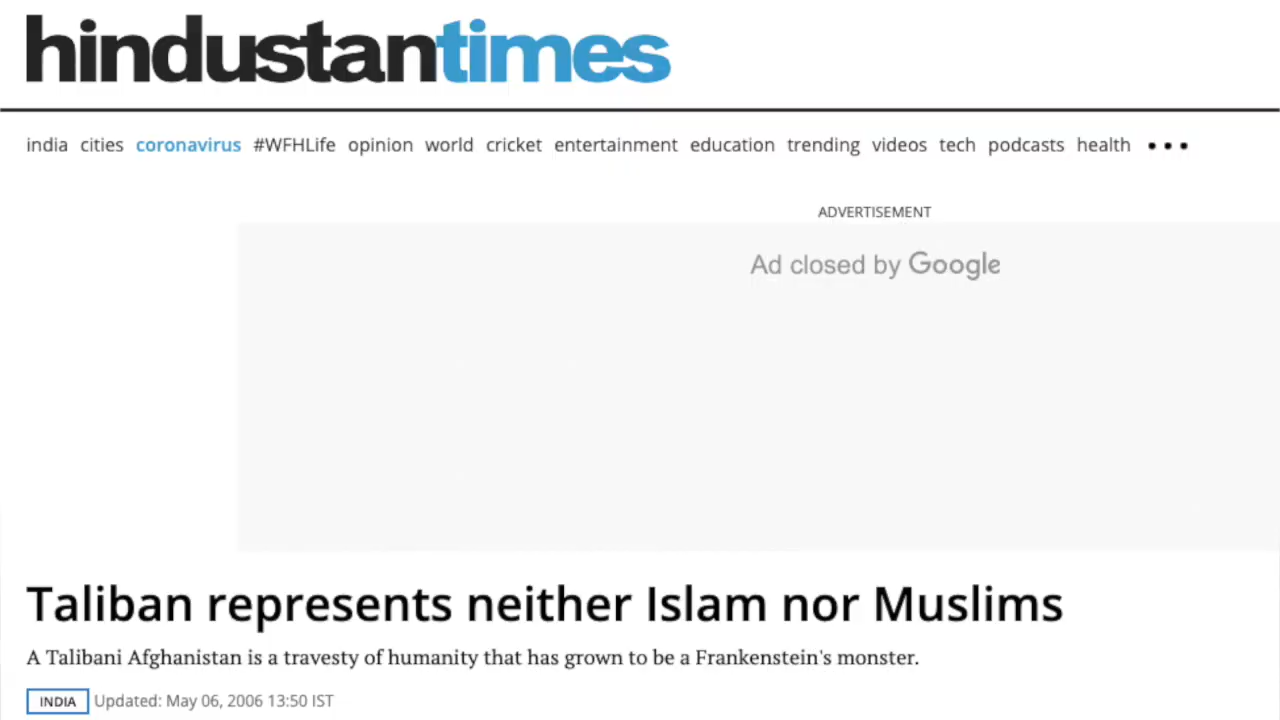 hindustantimes
india cities coronavirus #WFHLife opinion world cricket entertainment education trending videos tech podcasts health •••
ADVERTISEMENT
Ad closed by Google
Taliban represents neither Islam nor Muslims
A Talibani Afghanistan is a travesty of humanity that has grown to be a Frankenstein's monster.
INDIA Updated: May 06, 2006 13:50 IST